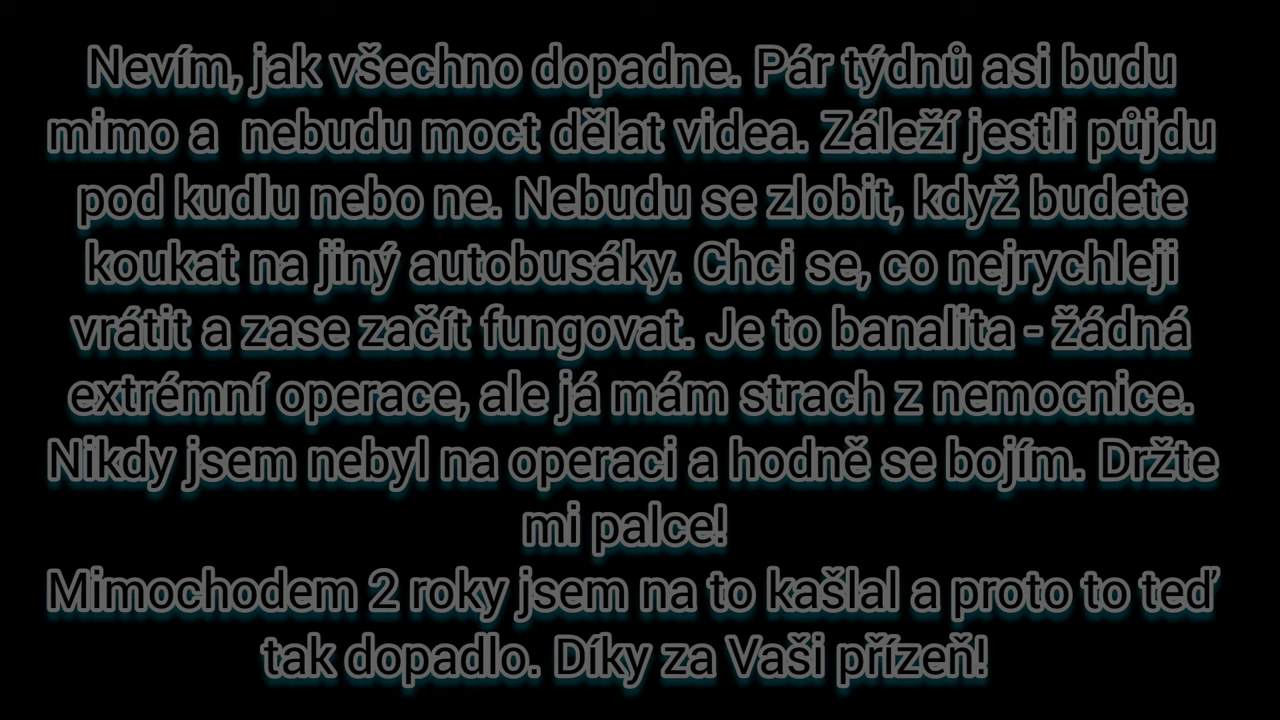 Nevím, jak všechno dopadne. Pár týdnů asi budu
mimo a  nebudu moct dělat videa. Záleží jestli půjdu
pod kudlu nebo ne. Nebudu se zlobit, když budete
koukat na jiný autobusáky. Chci se, co nejrychleji
vrátit a zase začít fungovat. Je to banalita - žádná
extrémní operace, ale já mám strach z nemocnice.
Nikdy jsem nebyl na operaci a hodně se bojím. Držte
mi palce!
Mimochodem 2 roky jsem na to kašlal a proto to teď
tak dopadlo. Díky za Vaši přízeň!